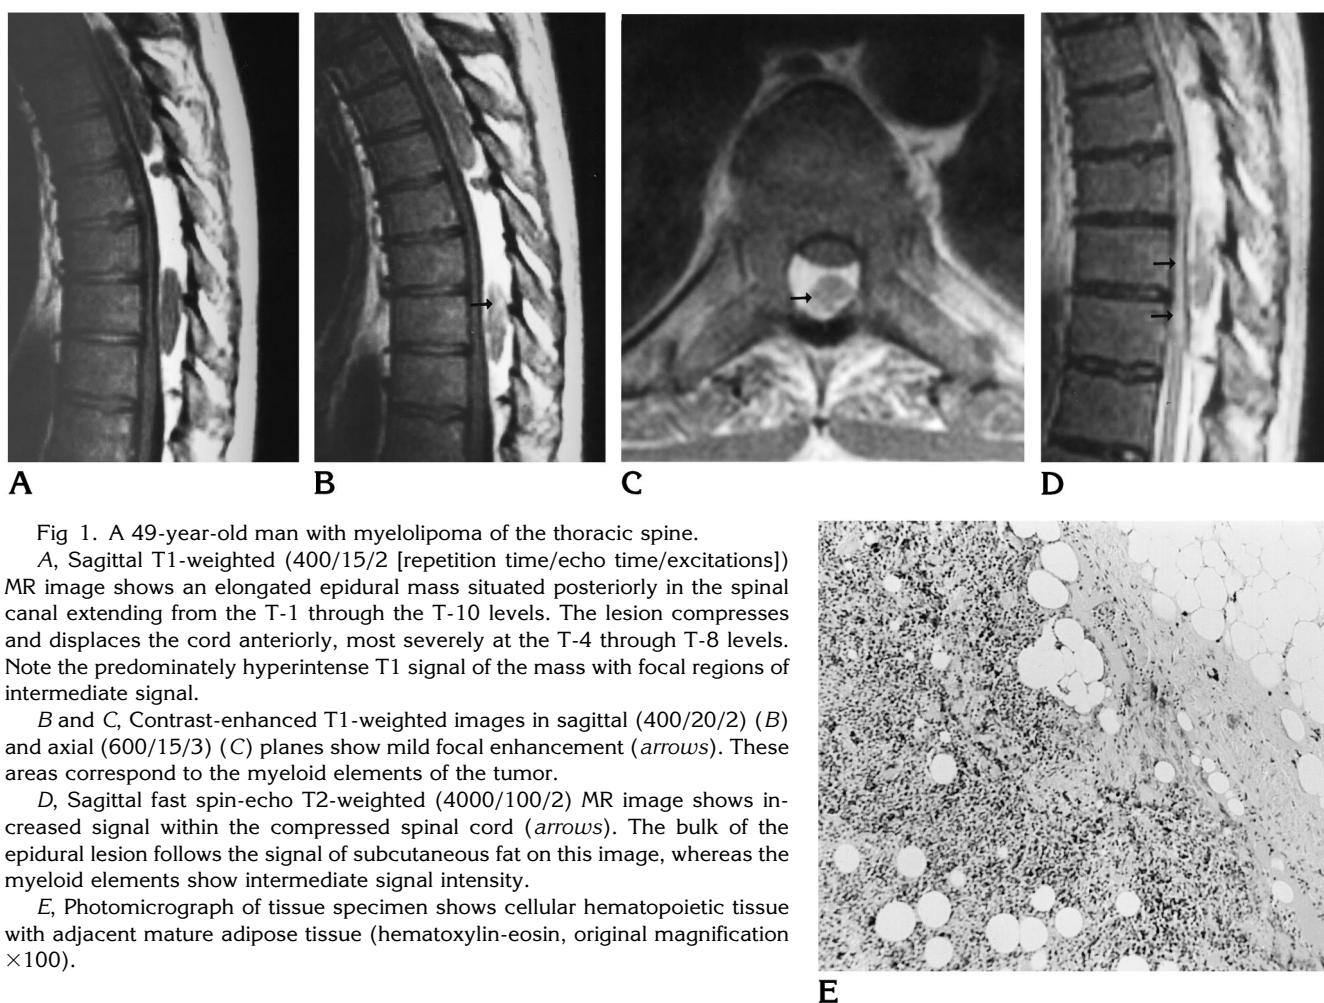 A
B
C
D
Fig 1. A 49-year-old man with myelolipoma of the thoracic spine.
A, Sagittal T1-weighted (400/15/2 [repetition time/echo time/excitations])
MR image shows an elongated epidural mass situated posteriorly in the spinal
canal extending from the T-1 through the T-10 levels. The lesion compresses
and displaces the cord anteriorly, most severely at the T-4 through T-8 levels.
Note the predominately hyperintense T1 signal of the mass with focal regions of
intermediate signal.
B and C, Contrast-enhanced T1-weighted images in sagittal (400/20/2) (B)
and axial (600/15/3) (C) planes show mild focal enhancement (arrows). These
areas correspond to the myeloid elements of the tumor.
D, Sagittal fast spin-echo T2-weighted (4000/100/2) MR image shows in-
creased signal within the compressed spinal cord (arrows). The bulk of the
epidural lesion follows the signal of subcutaneous fat on this image, whereas the
myeloid elements show intermediate signal intensity.
E, Photomicrograph of tissue specimen shows cellular hematopoietic tissue
with adjacent mature adipose tissue (hematoxylin-eosin, original magnification
×100).
E